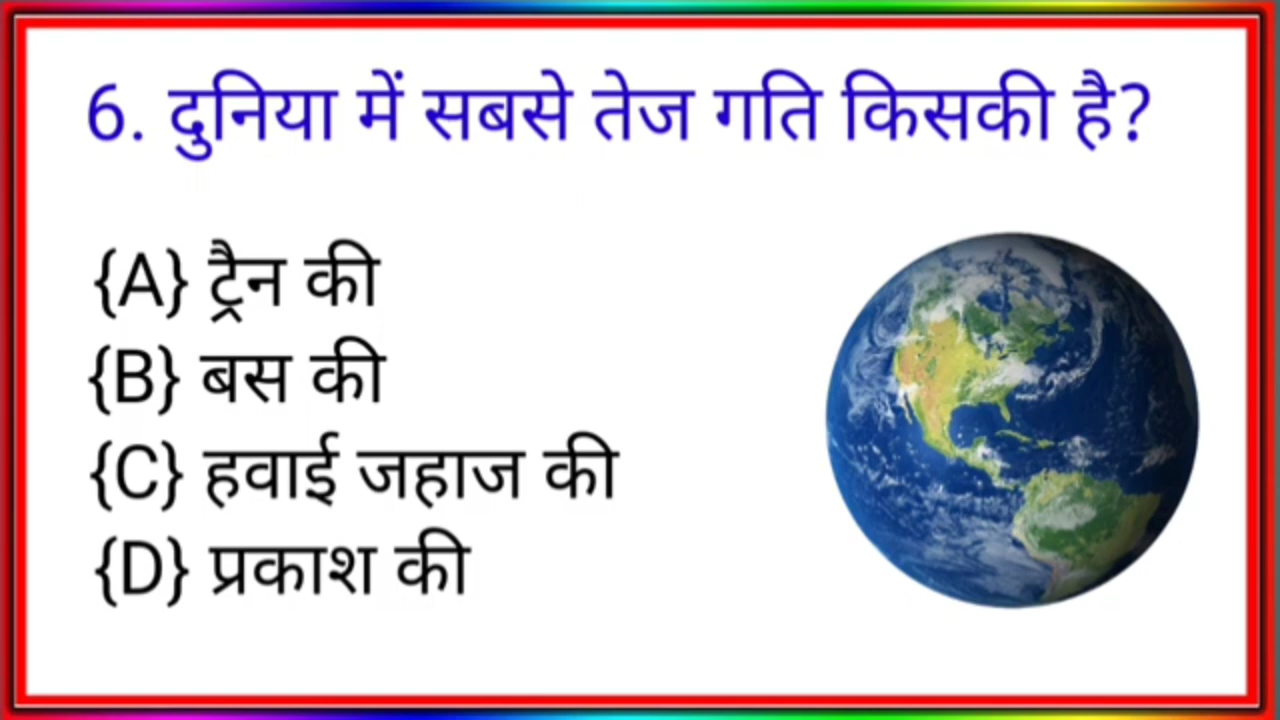 6. दुनिया में सबसे तेज गति किसकी है?
{A} ट्रैन की
{B} बस की
{C} हवाई जहाज की
{D} प्रकाश की